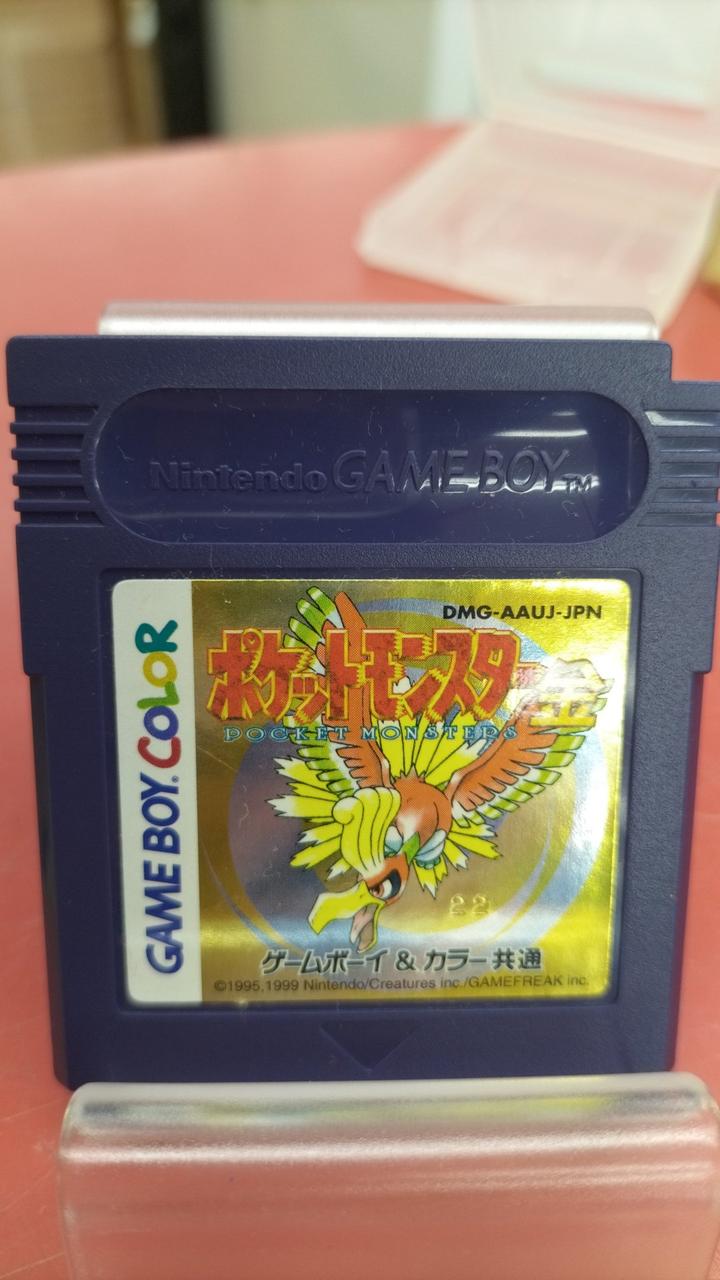 Nintendo GAME BOY™
DMG-AAUJ-JPN
ポケットモンスター金
POCKET MONSTERS
GAME BOY COLOR
22
ゲームボーイ & カラー共通
©1995,1999 Nintendo/Creatures inc./GAMEFREAK inc.